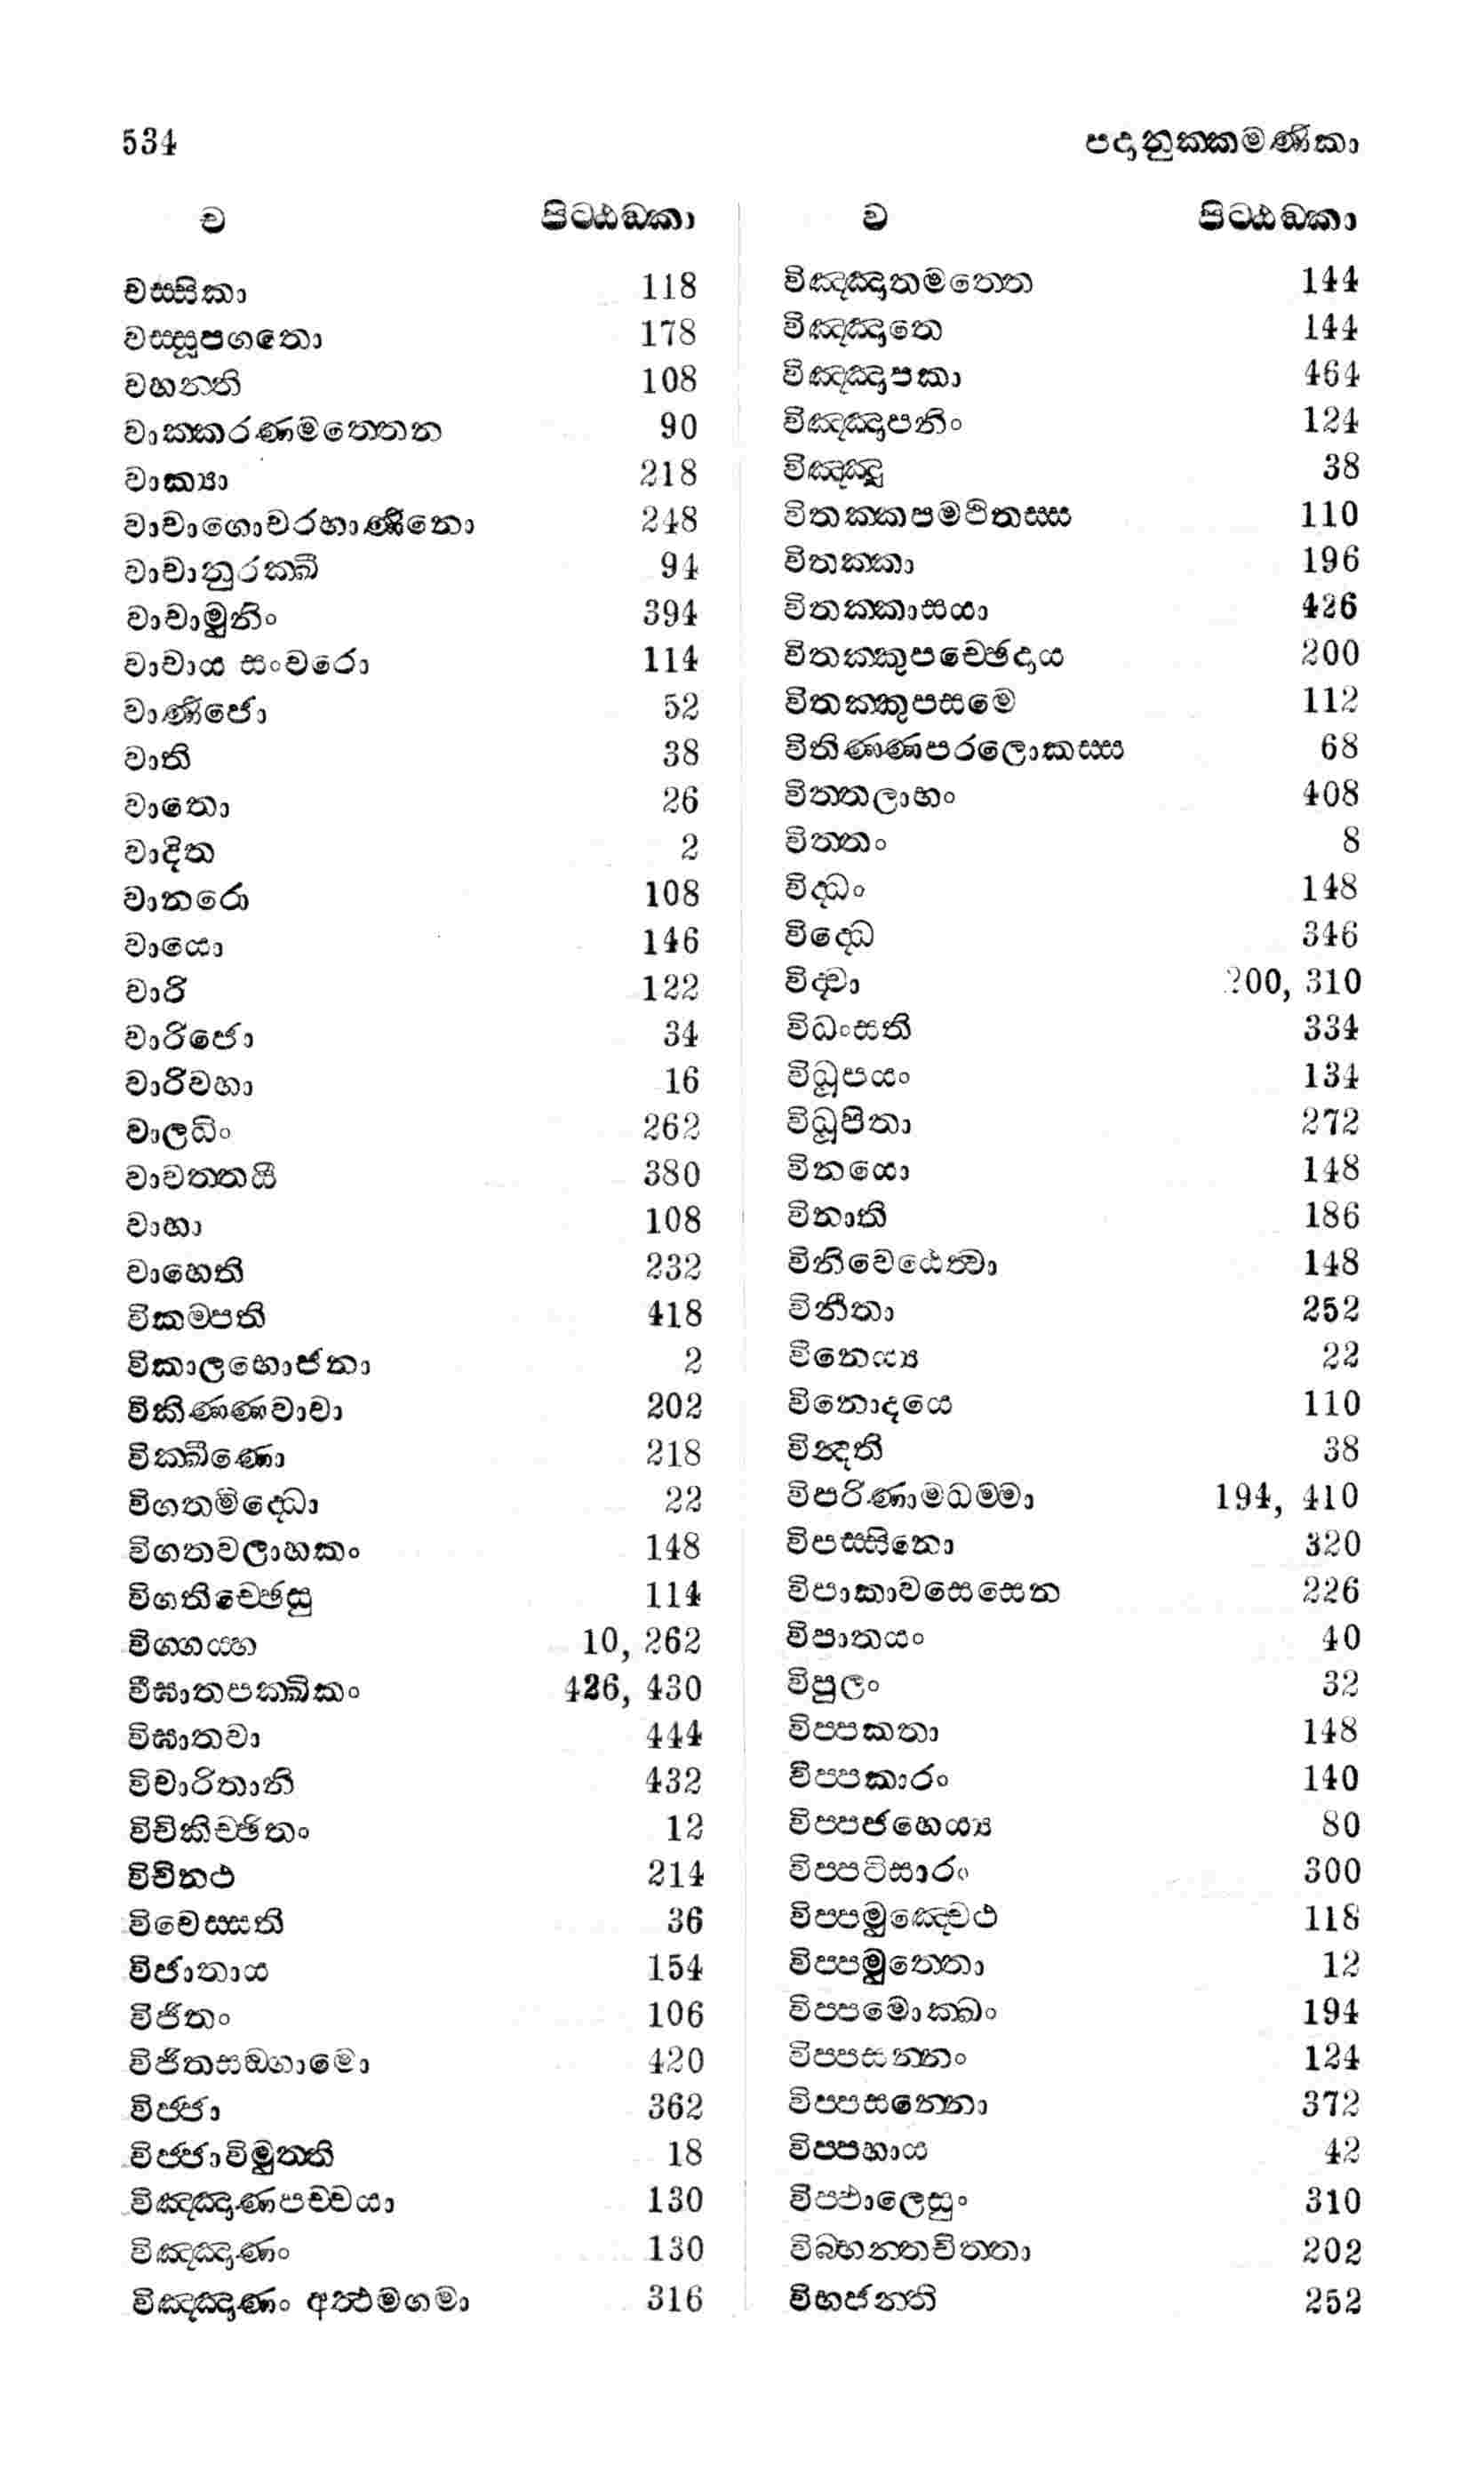 534 පදානුක්කමණිකා
ව පිට්ඨඞ්කා
වස්සිකා 118
වස්සූපගතො 178
වහන්ති 108
වාක්කරණමත්තෙන 90
වාක්‍යා 218
වාචාගොචරභාණීනො 248
වාචානුරක්ඛී 94
වාචාමුනිං 394
වාචාය සංවරො 114
වාණිජො 52
වාති 38
වාතො 26
වාදිත 2
වානරො 108
වායො 146
වාරි 122
වාරිජො 34
වාරිවහා 16
වාලධිං 262
වාවත්තයි 380
වාහා 108
වාහෙති 232
විකම්පති 418
විකාලභොජනා 2
විකිණ්ණවාචා 202
වික්ඛීණො 218
විගතමිද්ධො 22
විගතවලාහකං 148
විගතිච්ඡෙසු 114
විග්ගය්හ 10, 262
විඝාතපක්ඛිකං 426, 430
විඝාතවා 444
විචාරිතානි 432
විචිකිච්ඡිතං 12
විචිනථ 214
විචෙස්සති 36
විජාතාය 154
විජිතං 106
විජිතසඞ්ගාමො 420
විජ්ජා 362
විජ්ජාවිමුත්ති 18
විඤ්ඤාණපච්චයා 130
විඤ්ඤාණං 130
විඤ්ඤාණං අත්ථමගමා 316
ව පිට්ඨඞ්කා
විඤ්ඤාතමත්තෙ 144
විඤ්ඤාතෙ 144
විඤ්ඤාපකා 464
විඤ්ඤාපනිං 124
විඤ්ඤූ 38
විතක්කපමථිතස්ස 110
විතක්කා 196
විතක්කාසයා 426
විතක්කුපච්ඡෙදාය 200
විතක්කුපසමෙ 112
විතිණ්ණපරලොකස්ස 68
විත්තලාභං 408
විත්තං 8
විද්ධං 148
විද්ධෙ 346
විද්වා 200, 310
විධංසති 334
විධූපයං 134
විධූපිතා 272
විනයො 148
විනාති 186
විනිවෙඨෙත්වා 148
විනීතා 252
විනෙය්‍ය 22
විනොදයෙ 110
වින්දති 38
විපරිණාමධම්මා 194, 410
විපස්සිනො 320
විපාකාවසෙසෙන 226
විපාතයං 40
විපුලං 32
විප්පකතා 148
විප්පකාරං 140
විප්පජහෙය්‍ය 80
විප්පටිසාරං 300
විප්පමුඤ්චෙථ 118
විප්පමුත්තො 12
විප්පමොක්ඛං 194
විප්පසන්නං 124
විප්පසන්නො 372
විප්පහාය 42
විප්ඵාලෙසුං 310
විබ්භන්තචිත්තා 202
විභජන්ති 252